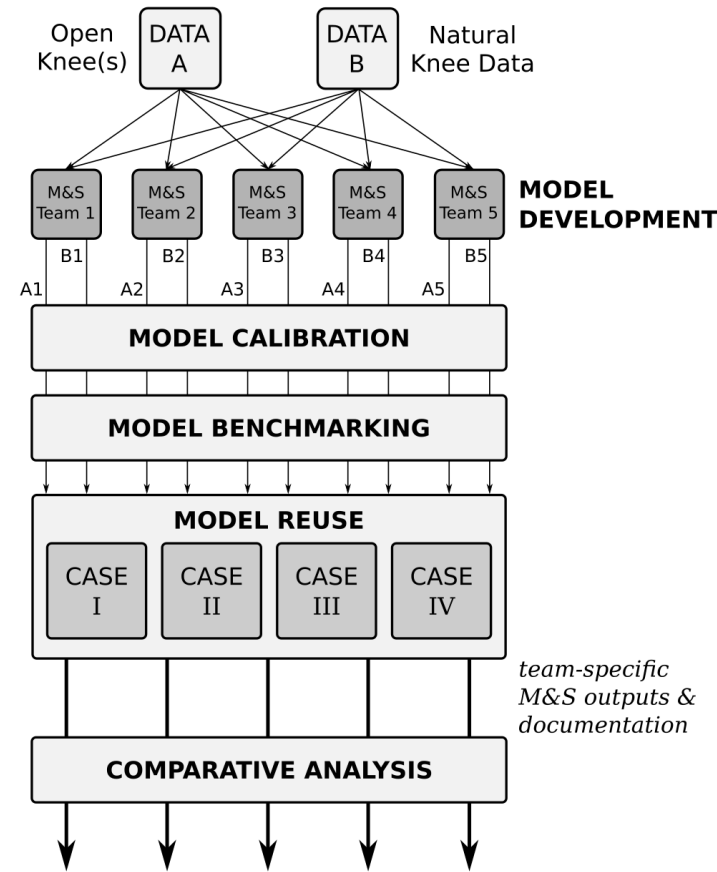 Open
Knee(s)
DATA
A
DATA
B
Natural
Knee Data
M&S
Team 1
M&S
Team 2
M&S
Team 3
M&S
Team 4
M&S
Team 5
MODEL
DEVELOPMENT
B1
B2
B3
B4
B5
A1
A2
A3
A4
A5
MODEL CALIBRATION
MODEL BENCHMARKING
MODEL REUSE
CASE
I
CASE
II
CASE
III
CASE
IV
team-specific
M&S outputs &
documentation
COMPARATIVE ANALYSIS